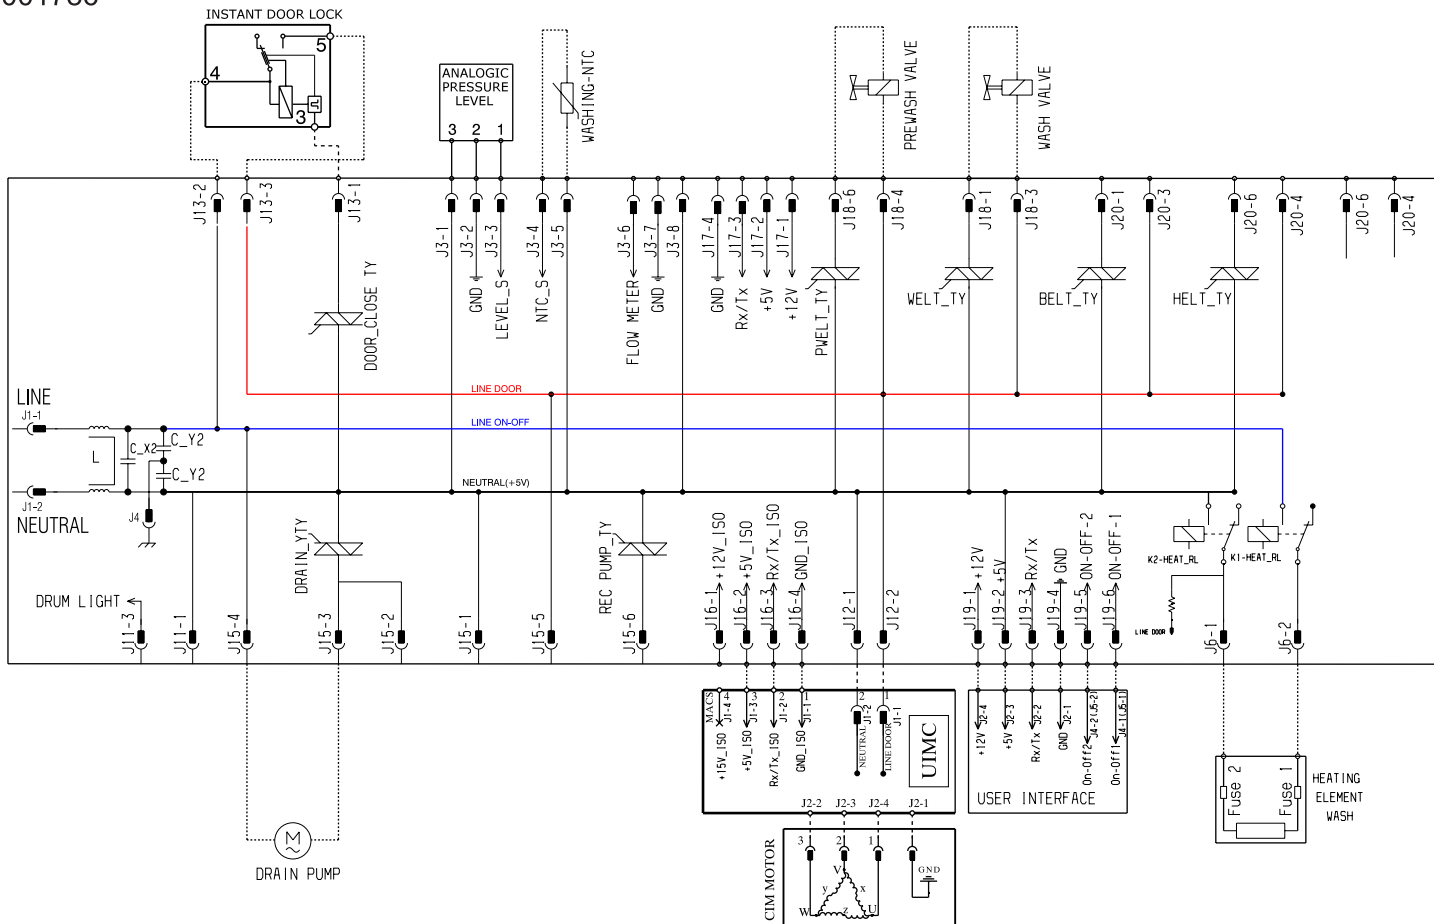 INSTANT DOOR LOCK
5
4
3
ANALOGIC
PRESSURE
LEVEL
3 2 1
WASHING-NTC
PREWASH VALVE
WASH VALVE
J13-2
J13-3
J13-1
J3-1
J3-2
J3-3
J3-4
J3-5
J3-6
J3-7
J3-8
J17-4
J17-3
J17-2
J17-1
J18-6
J18-4
J18-1
J18-3
J20-1
J20-3
J20-6
J20-4
J20-6
J20-4
DOOR_CLOSE TY
GND
LEVEL_S
NTC_S
FLOW METER
GND
GND
Rx/Tx
+5V
+12V
PWELT_TY
WELT_TY
BELT_TY
HELT_TY
LINE DOOR
LINE
J1-1
LINE ON-OFF
C_X2
C_Y2
L
C_Y2
NEUTRAL(+5V)
J1-2
NEUTRAL
J4
DRAIN_YTY
REC PUMP_TY
+12V_ISO
+5V_ISO
Rx/Tx_ISO
GND_ISO
+12V
+5V
Rx/Tx
GND
ON-OFF-2
ON-OFF-1
K2-HEAT_RL
K1-HEAT_RL
LINE DOOR
DRUM LIGHT
J11-3
J11-1
J15-4
J15-3
J15-2
J15-1
J15-5
J15-6
J16-1
J16-2
J16-3
J16-4
J12-1
J12-2
J19-1
J19-2
J19-3
J19-4
J19-5
J19-6
J6-1
J6-2
MACS
4
3
2
1
2
1
J1-4
J1-3
J1-2
J1-1
J1-2
J1-1
+15V_ISO
+5V_ISO
Rx/Tx_ISO
GND_ISO
NEUTRAL
LINE DOOR
UIMC
J2-4
J2-3
J2-2
J2-1
J4-2(J5-2)
J4-1(J5-1)
+12V
+5V
Rx/Tx
GND
On-Off2
On-Off1
USER INTERFACE
Fuse 2
Fuse 1
HEATING
ELEMENT
WASH
J2-2 J2-3 J2-4 J2-1
M
DRAIN PUMP
CIM MOTOR
3 2 1
GND
V
y x
W z U